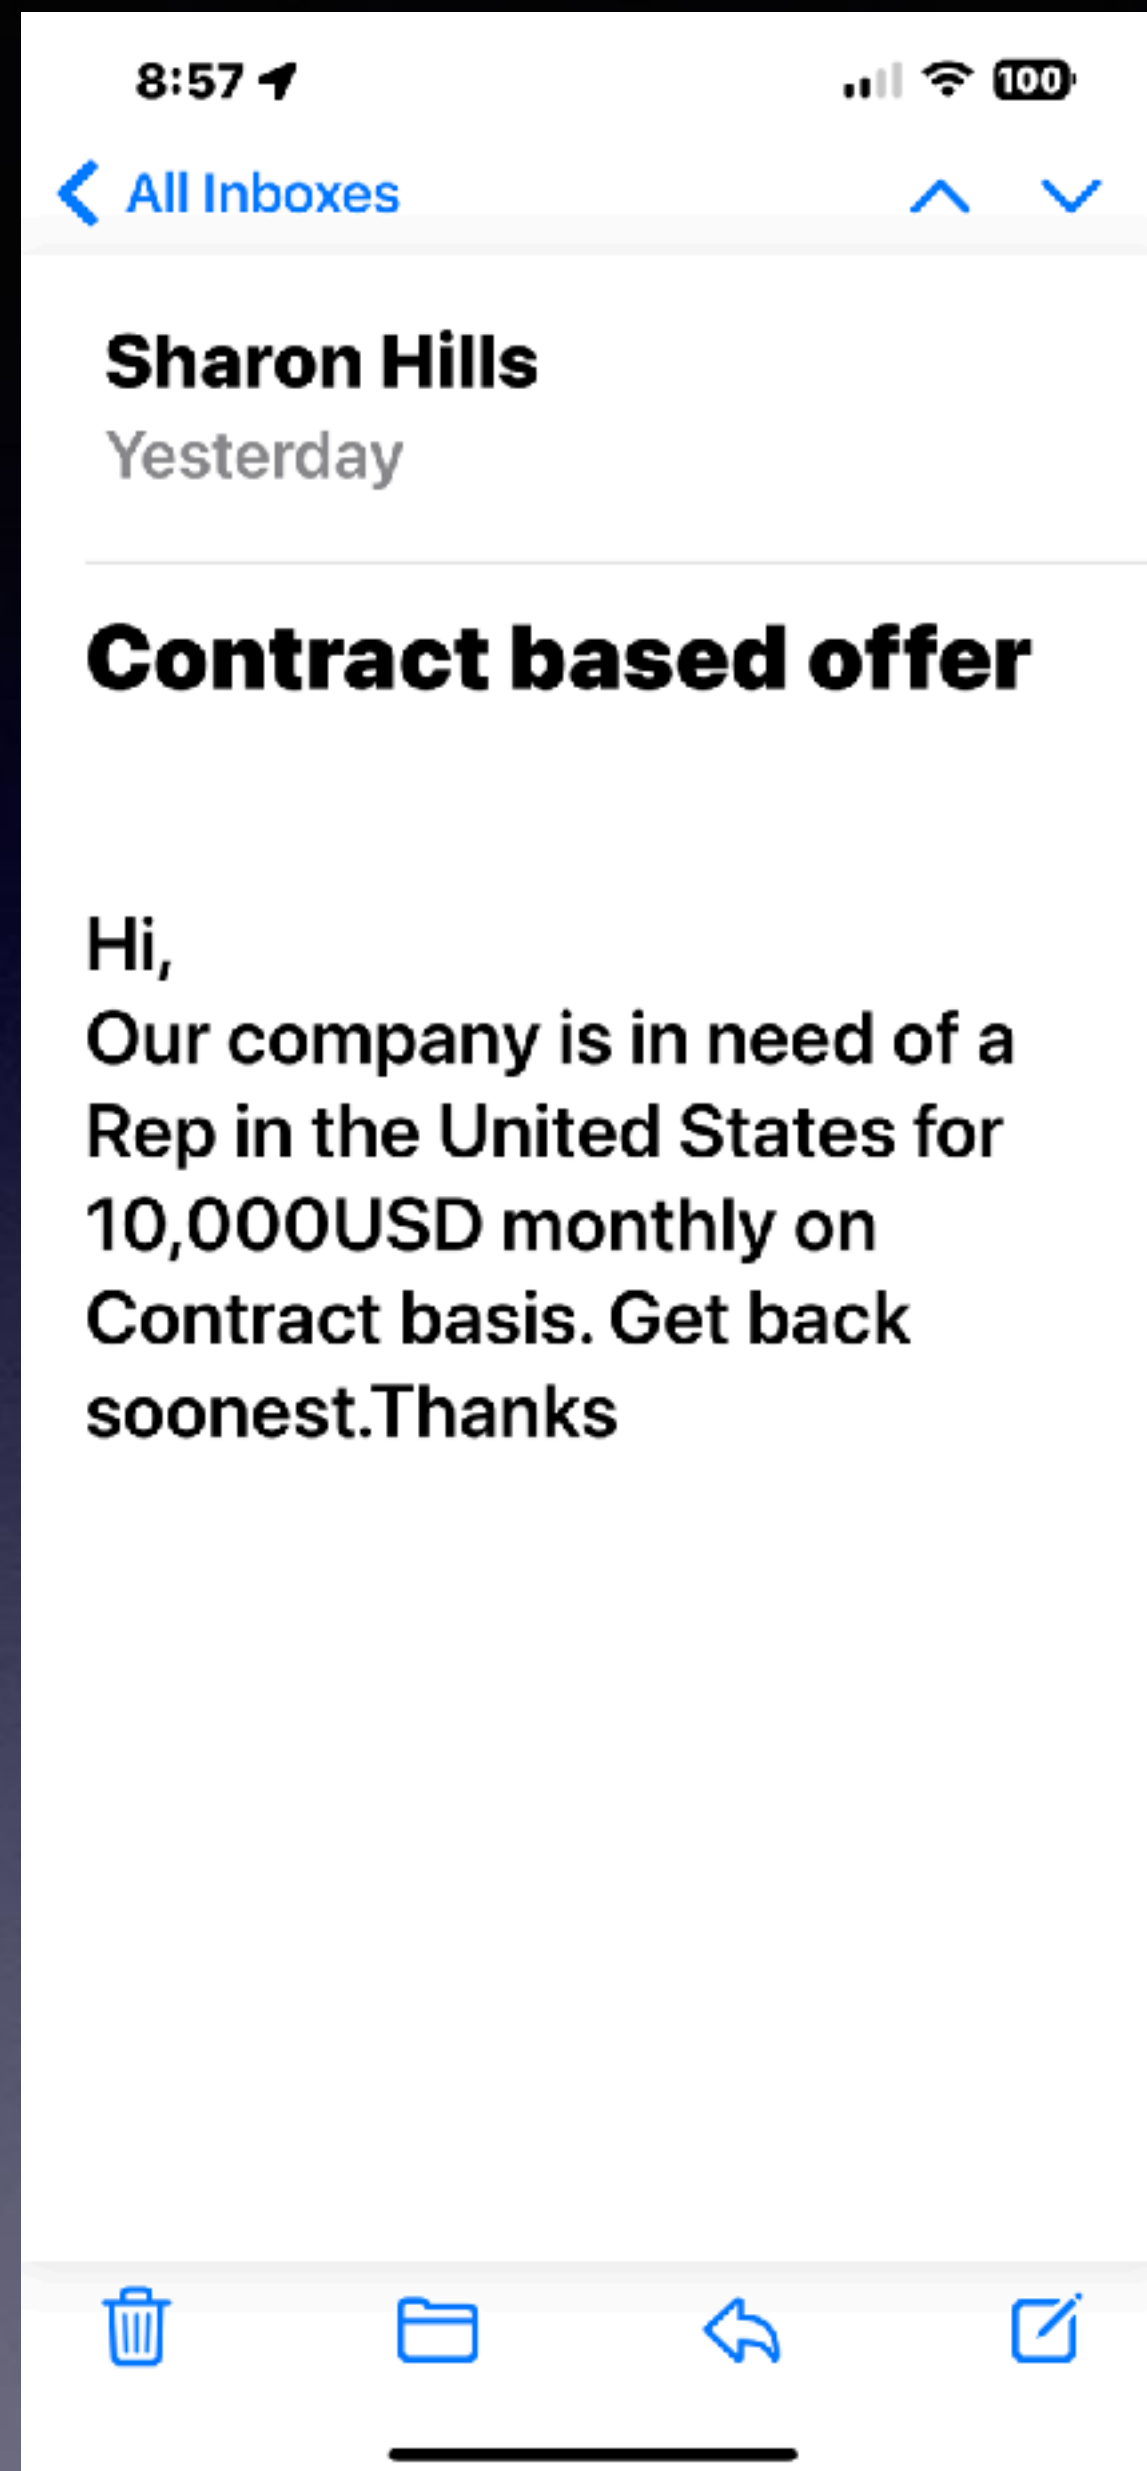 8:57
100
All Inboxes
Sharon Hills
Yesterday
Contract based offer
Hi,
Our company is in need of a
Rep in the United States for
10,000USD monthly on
Contract basis. Get back
soonest.Thanks